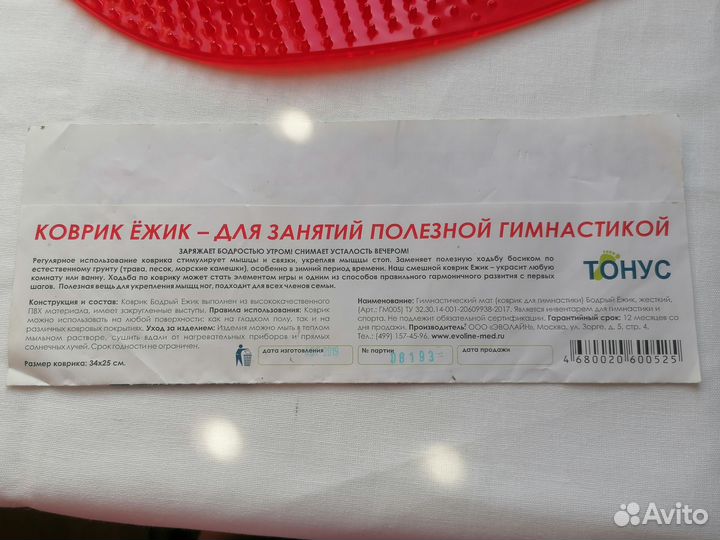 КОВРИК ЁЖИК – ДЛЯ ЗАНЯТИЙ ПОЛЕЗНОЙ ГИМНАСТИКОЙ
ЗАРЯЖАЕТ БОДРОСТЬЮ УТРОМ! СНИМАЕТ УСТАЛОСТЬ ВЕЧЕРОМ!
Регулярное использование коврика стимулирует мышцы и связки, укрепляя мышцы стоп. Заменяет полезную ходьбу босиком по
естественному грунту (трава, песок, морские камешки), особенно в зимний период времени. Наш смешной коврик Ёжик – украсит любую
комнату или ванну. Ходьба по коврику может стать элементом игры и одним из способов правильного гармоничного развития с первых
шагов. Полезная вещь для укрепления мышц ног, подходит для всех членов семьи.
ТОНУС
Конструкция и состав: Коврик Бодрый Ёжик выполнен из высококачественного
ПВХ материала, имеет закругленные выступы. Правила использования: Коврик
можно использовать на любой поверхности, как на гладком полу, так и на
различных ковровых покрытиях. Уход за изделием: Изделия можно мыть в теплом
мыльном растворе, сушить вдали от нагревательных приборов и прямых
солнечных лучей. Срок годности не ограничен.
Размер коврика: 34х25 см.
Наименование: Гимнастический мат (коврик для гимнастики) Бодрый Ёжик, жесткий,
(Арт.: ГМ005) ТУ 32.30.14-001-20609938-2017. Является инвентарем для гимнастики и
спорта. Не подлежит обязательной сертификации. Гарантийный срок: 12 месяцев со
дня продажи. Производитель: ООО «ЭВОЛАЙН», Москва, ул. Зорге, д. 5, стр. 4,
Тел.: (499) 157-45-96. www.evoline-med.ru
дата изготовления
№ партии 08193
дата продажи
4 680020 600525
Avito